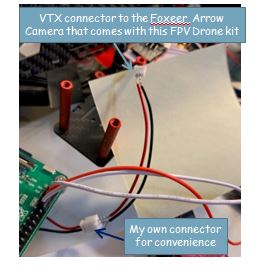 VTX connector to the Foxeer Arrow
Camera that comes with this FPV Drone kit
My own connector
for convenience